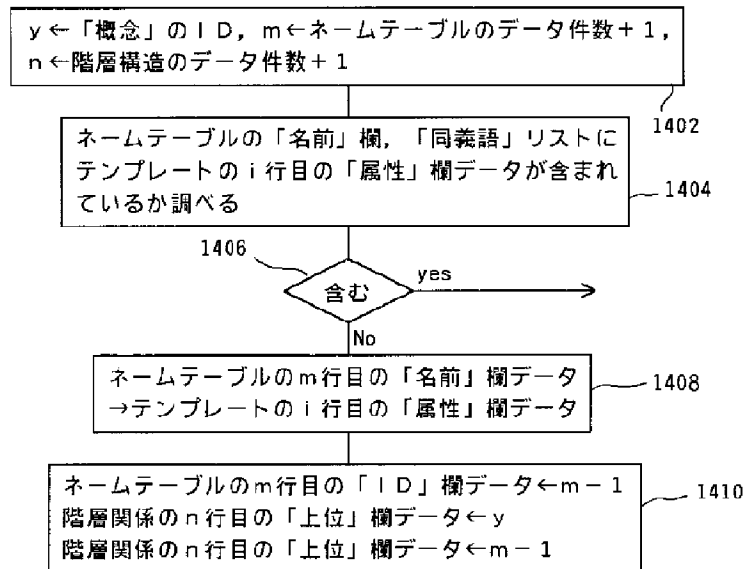 y←「概念」のＩＤ，m←ネームテーブルのデータ件数＋１，
n←階層構造のデータ件数＋１
1402
ネームテーブルの「名前」欄，「同義語」リストに
テンプレートのｉ行目の「属性」欄データが含まれ
ているか調べる
1404
1406
含む
yes
No
ネームテーブルのm行目の「名前」欄データ
→テンプレートのｉ行目の「属性」欄データ
1408
ネームテーブルのm行目の「ＩＤ」欄データ←m－１
階層関係のn行目の「上位」欄データ←y
階層関係のn行目の「上位」欄データ←m－１
1410